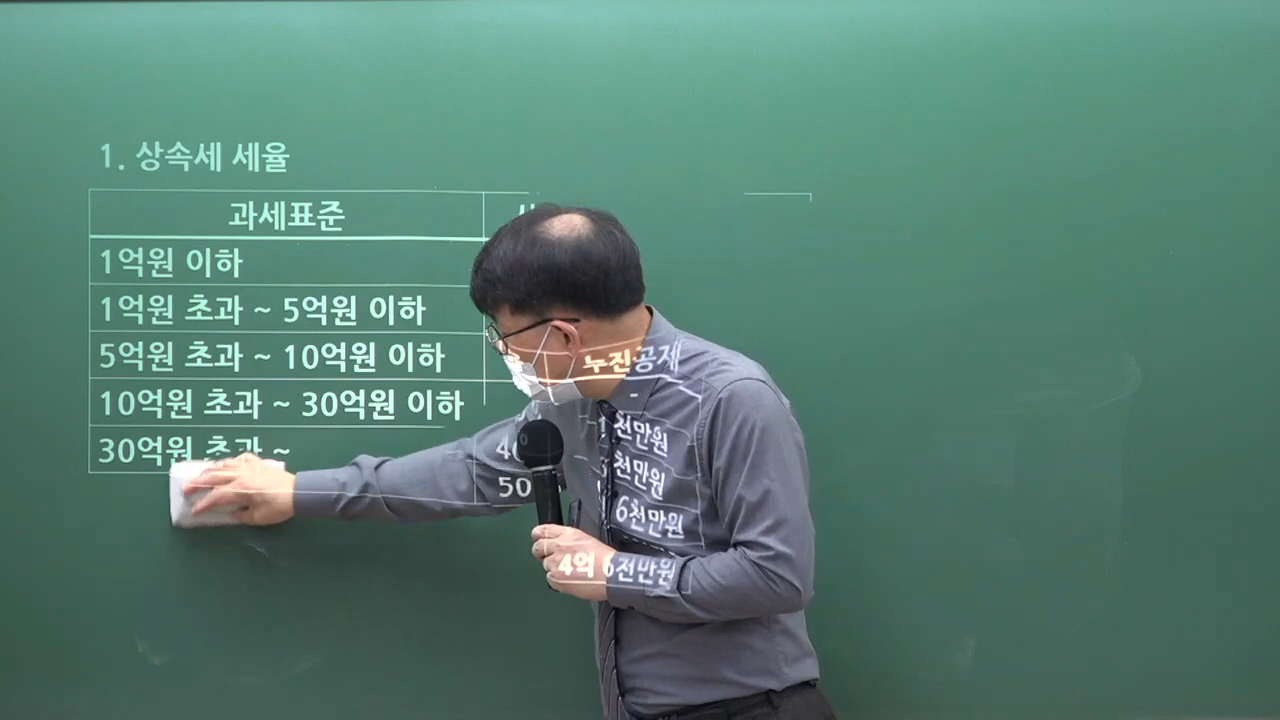 1. 상속세 세율
과세표준
1억원 이하
1억원 초과 ~ 5억원 이하
5억원 초과 ~ 10억원 이하 누진공제
10억원 초과 ~ 30억원 이하 -
천만원
30억원 초과 ~ 천만원
50 6천만원
4억 6천만원